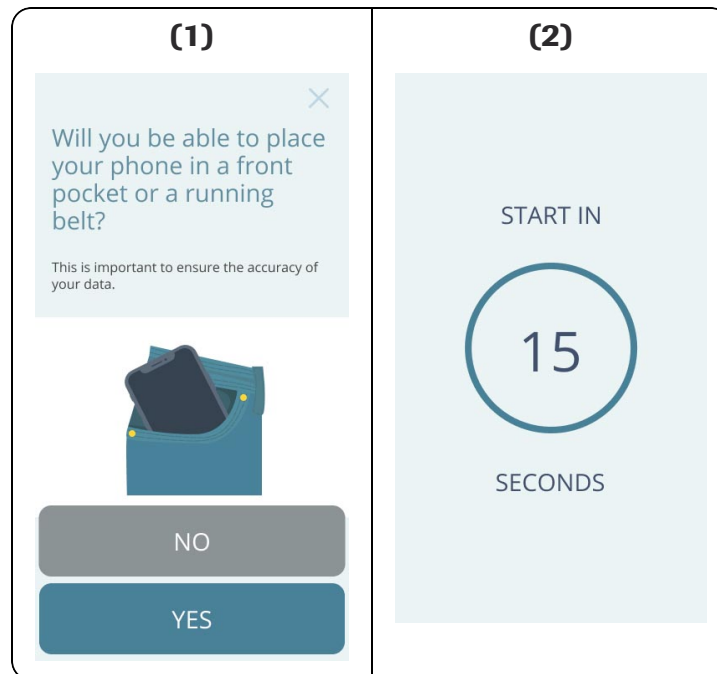 (1)
Will you be able to place
your phone in a front
pocket or a running
belt?
This is important to ensure the accuracy of
your data.
NO
YES
(2)
START IN
15
SECONDS